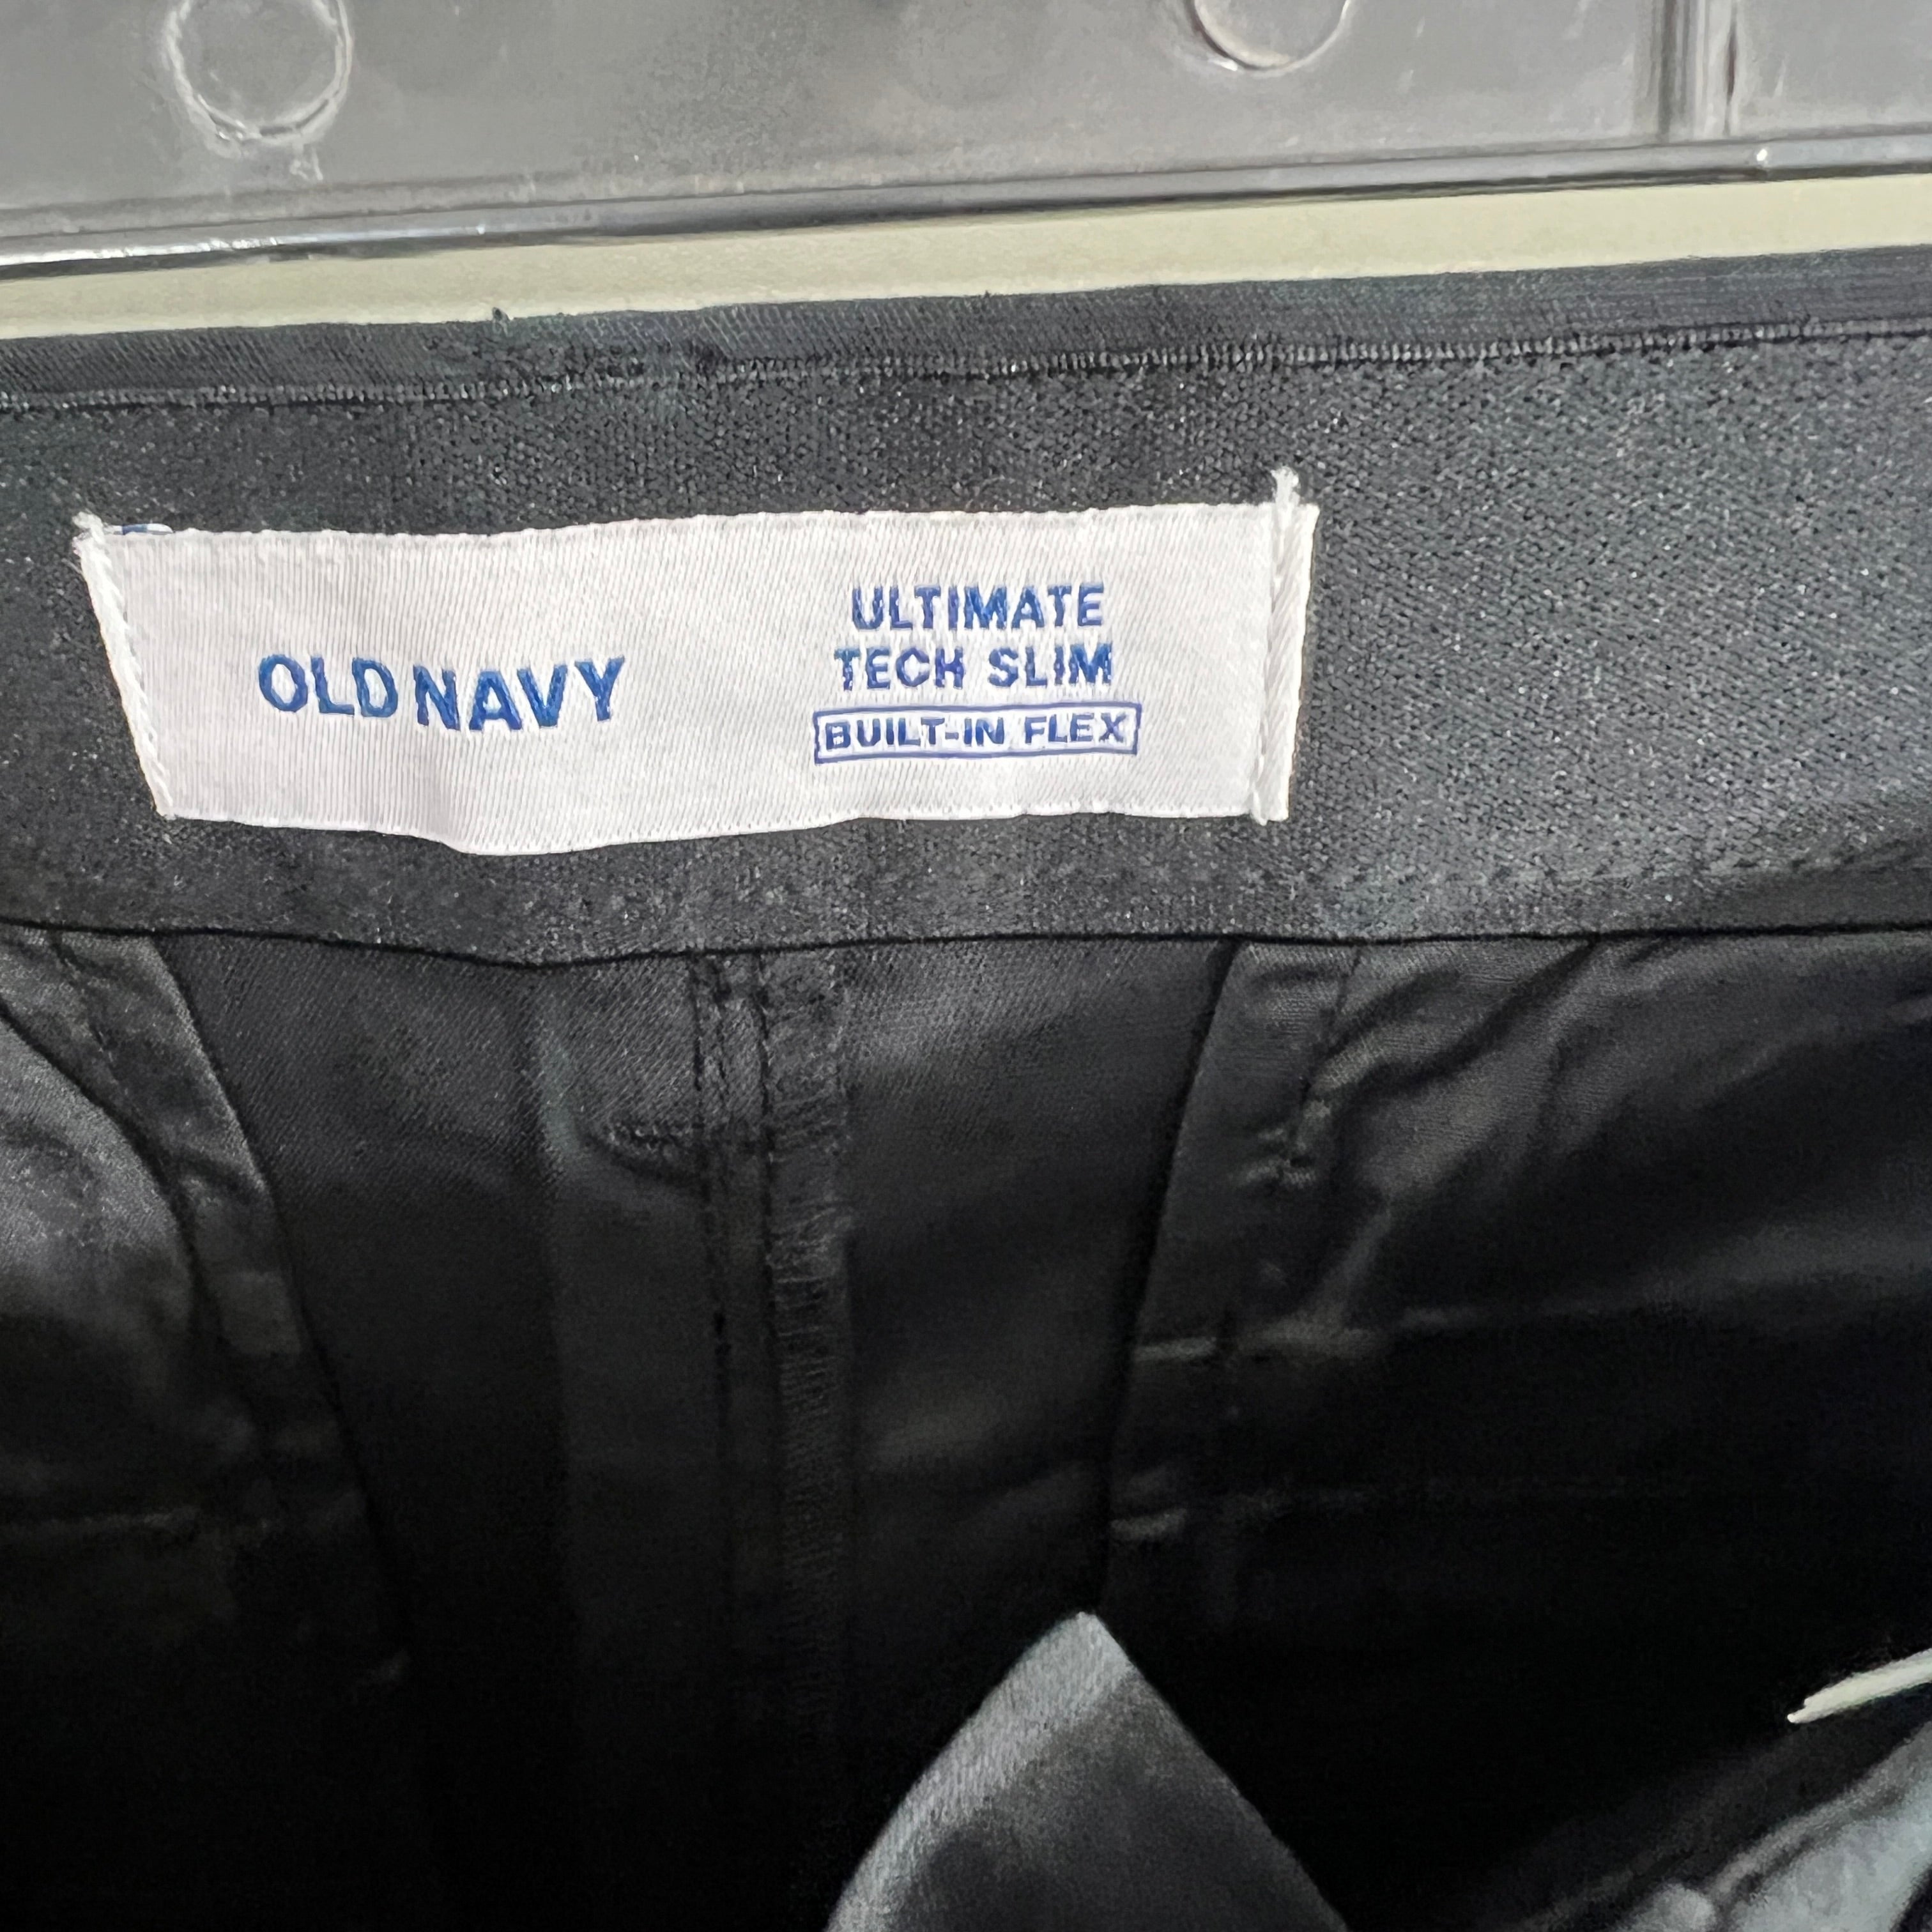 OLD NAVY
ULTIMATE
TECH SLIM
BUILT-IN FLEX